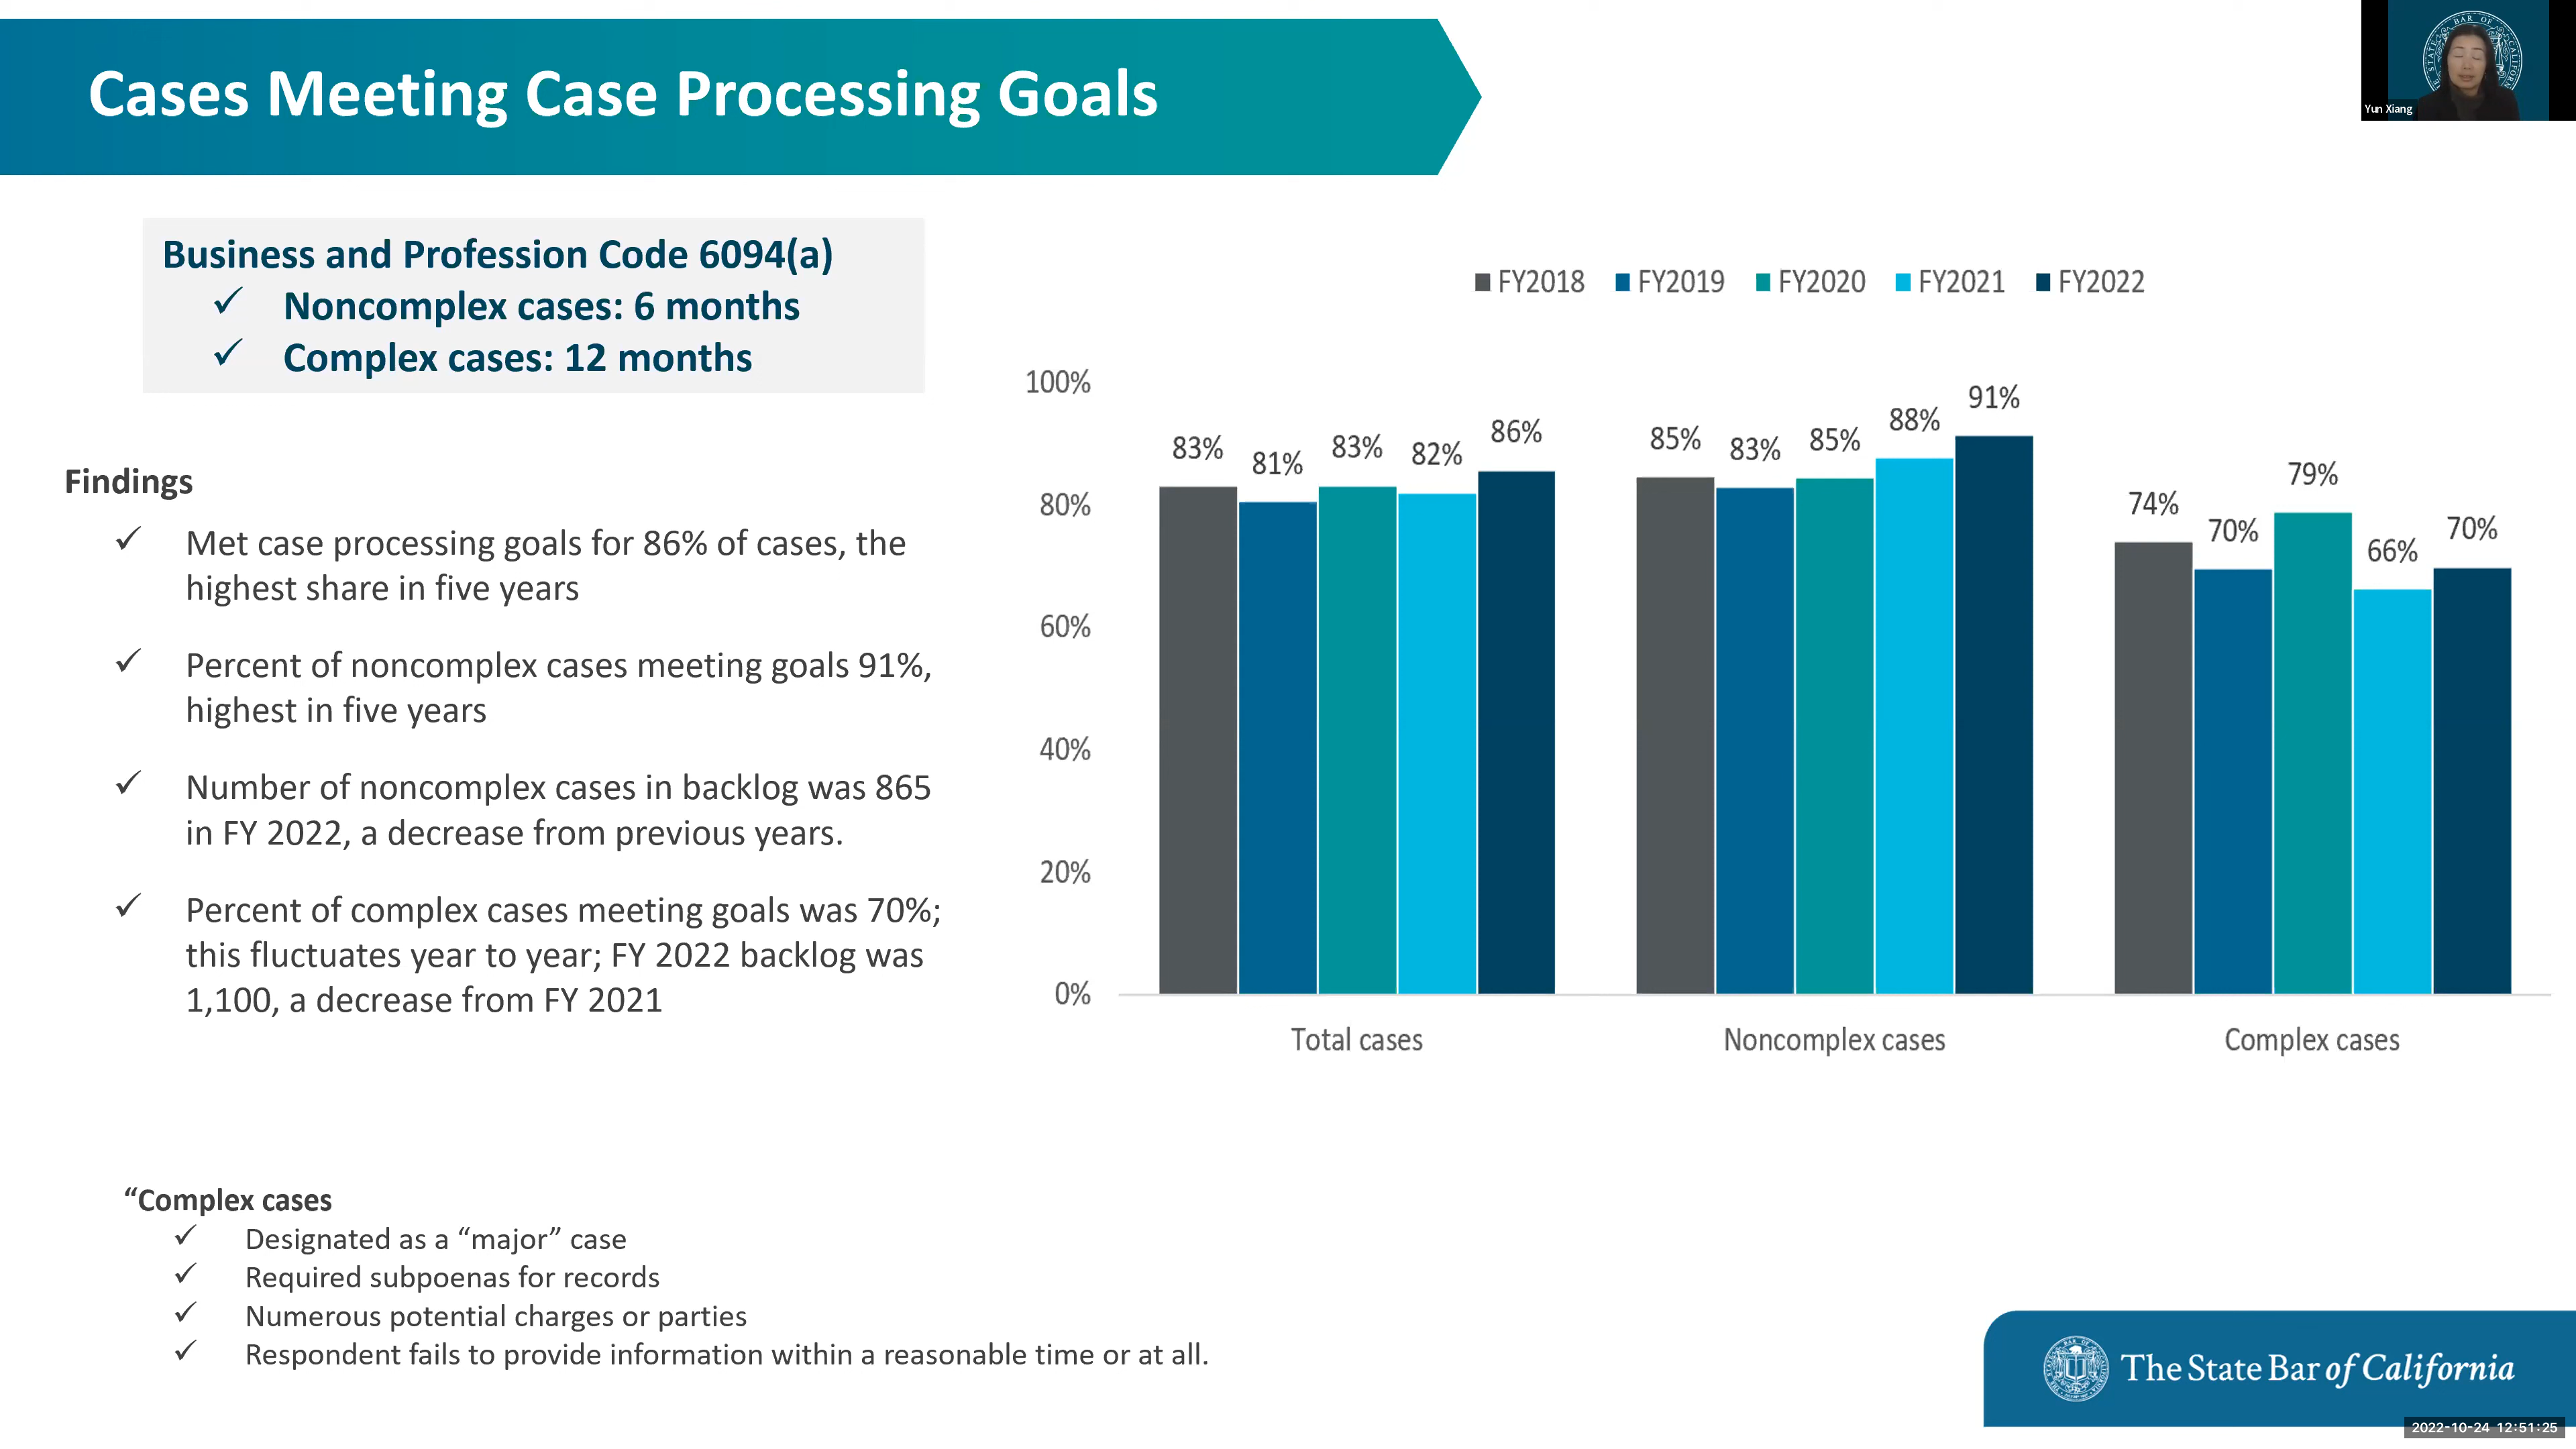 Cases Meeting Case Processing Goals
Yun Xiang
Business and Profession Code 6094(a)
✓ Noncomplex cases: 6 months
✓ Complex cases: 12 months
Findings
✓ Met case processing goals for 86% of cases, the
highest share in five years
✓ Percent of noncomplex cases meeting goals 91%,
highest in five years
✓ Number of noncomplex cases in backlog was 865
in FY 2022, a decrease from previous years.
✓ Percent of complex cases meeting goals was 70%;
this fluctuates year to year; FY 2022 backlog was
1,100, a decrease from FY 2021
FY2018 FY2019 FY2020 FY2021 FY2022
100%
80%
60%
40%
20%
0%
83% 81% 83% 82% 86%
85% 83% 85% 88% 91%
74% 70% 79% 66% 70%
Total cases Noncomplex cases Complex cases
“Complex cases
✓ Designated as a “major” case
✓ Required subpoenas for records
✓ Numerous potential charges or parties
✓ Respondent fails to provide information within a reasonable time or at all.
The State Bar of California
2022-10-24 12:51:25